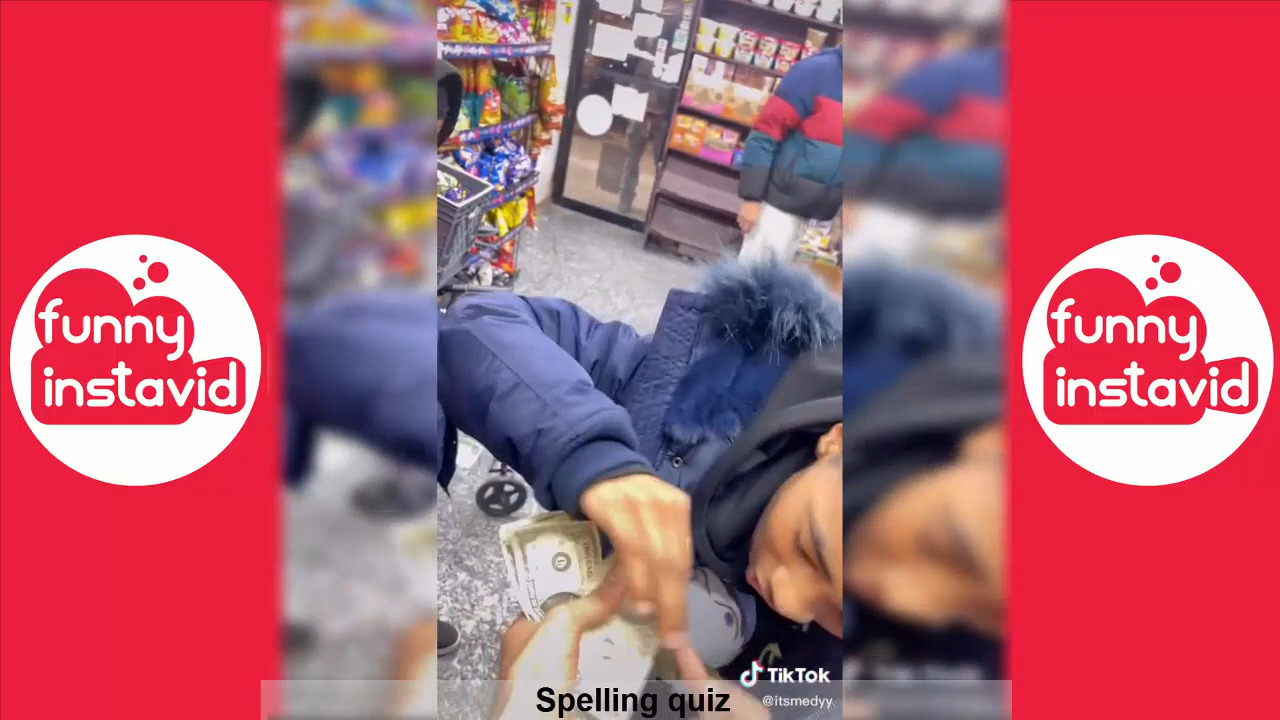 funny
instavid
funny
instavid
TikTok
@itsmedyy
Spelling quiz